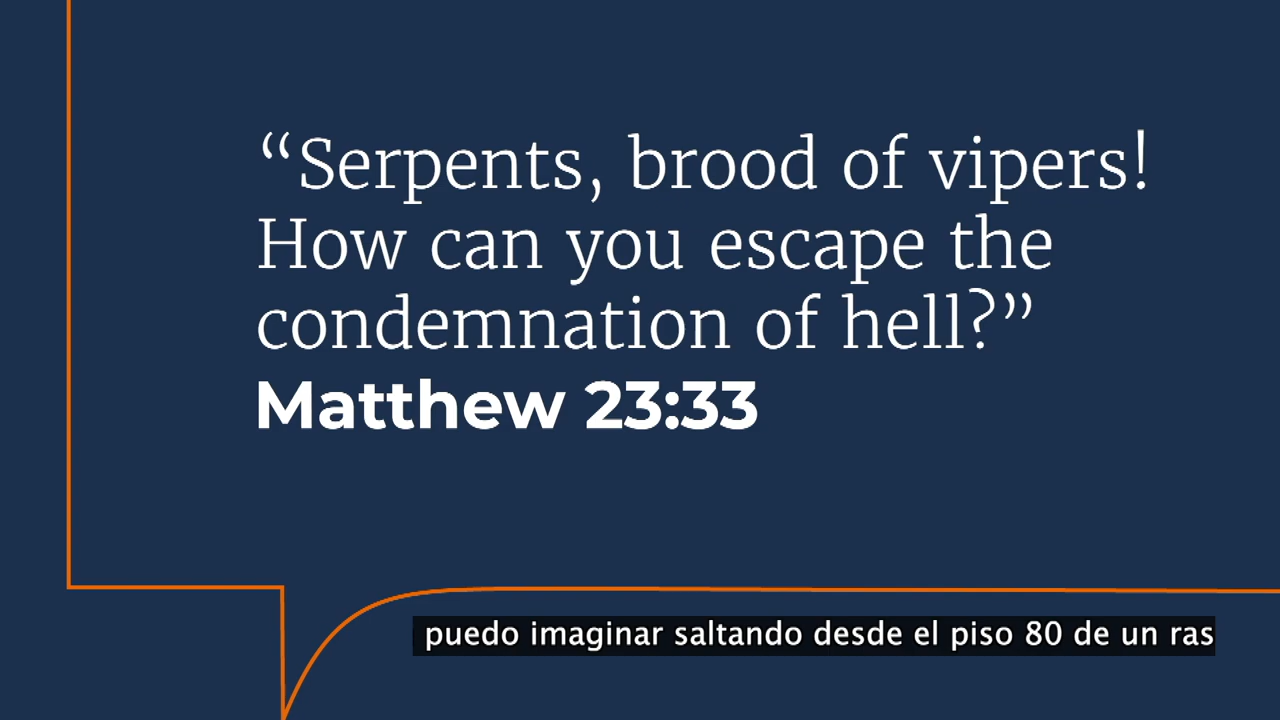 “Serpents, brood of vipers!
How can you escape the
condemnation of hell?”
Matthew 23:33
puedo imaginar saltando desde el piso 80 de un ras